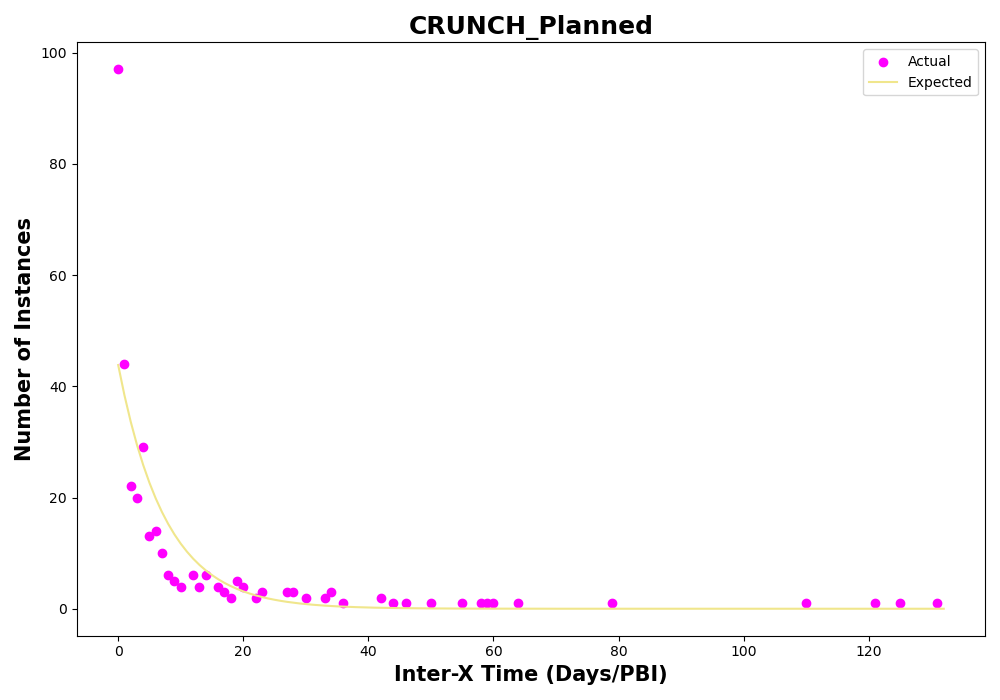 CRUNCH_Planned
Actual
Expected
Number of Instances
100
80
60
40
20
0
0 20 40 60 80 100 120
Inter-X Time (Days/PBI)